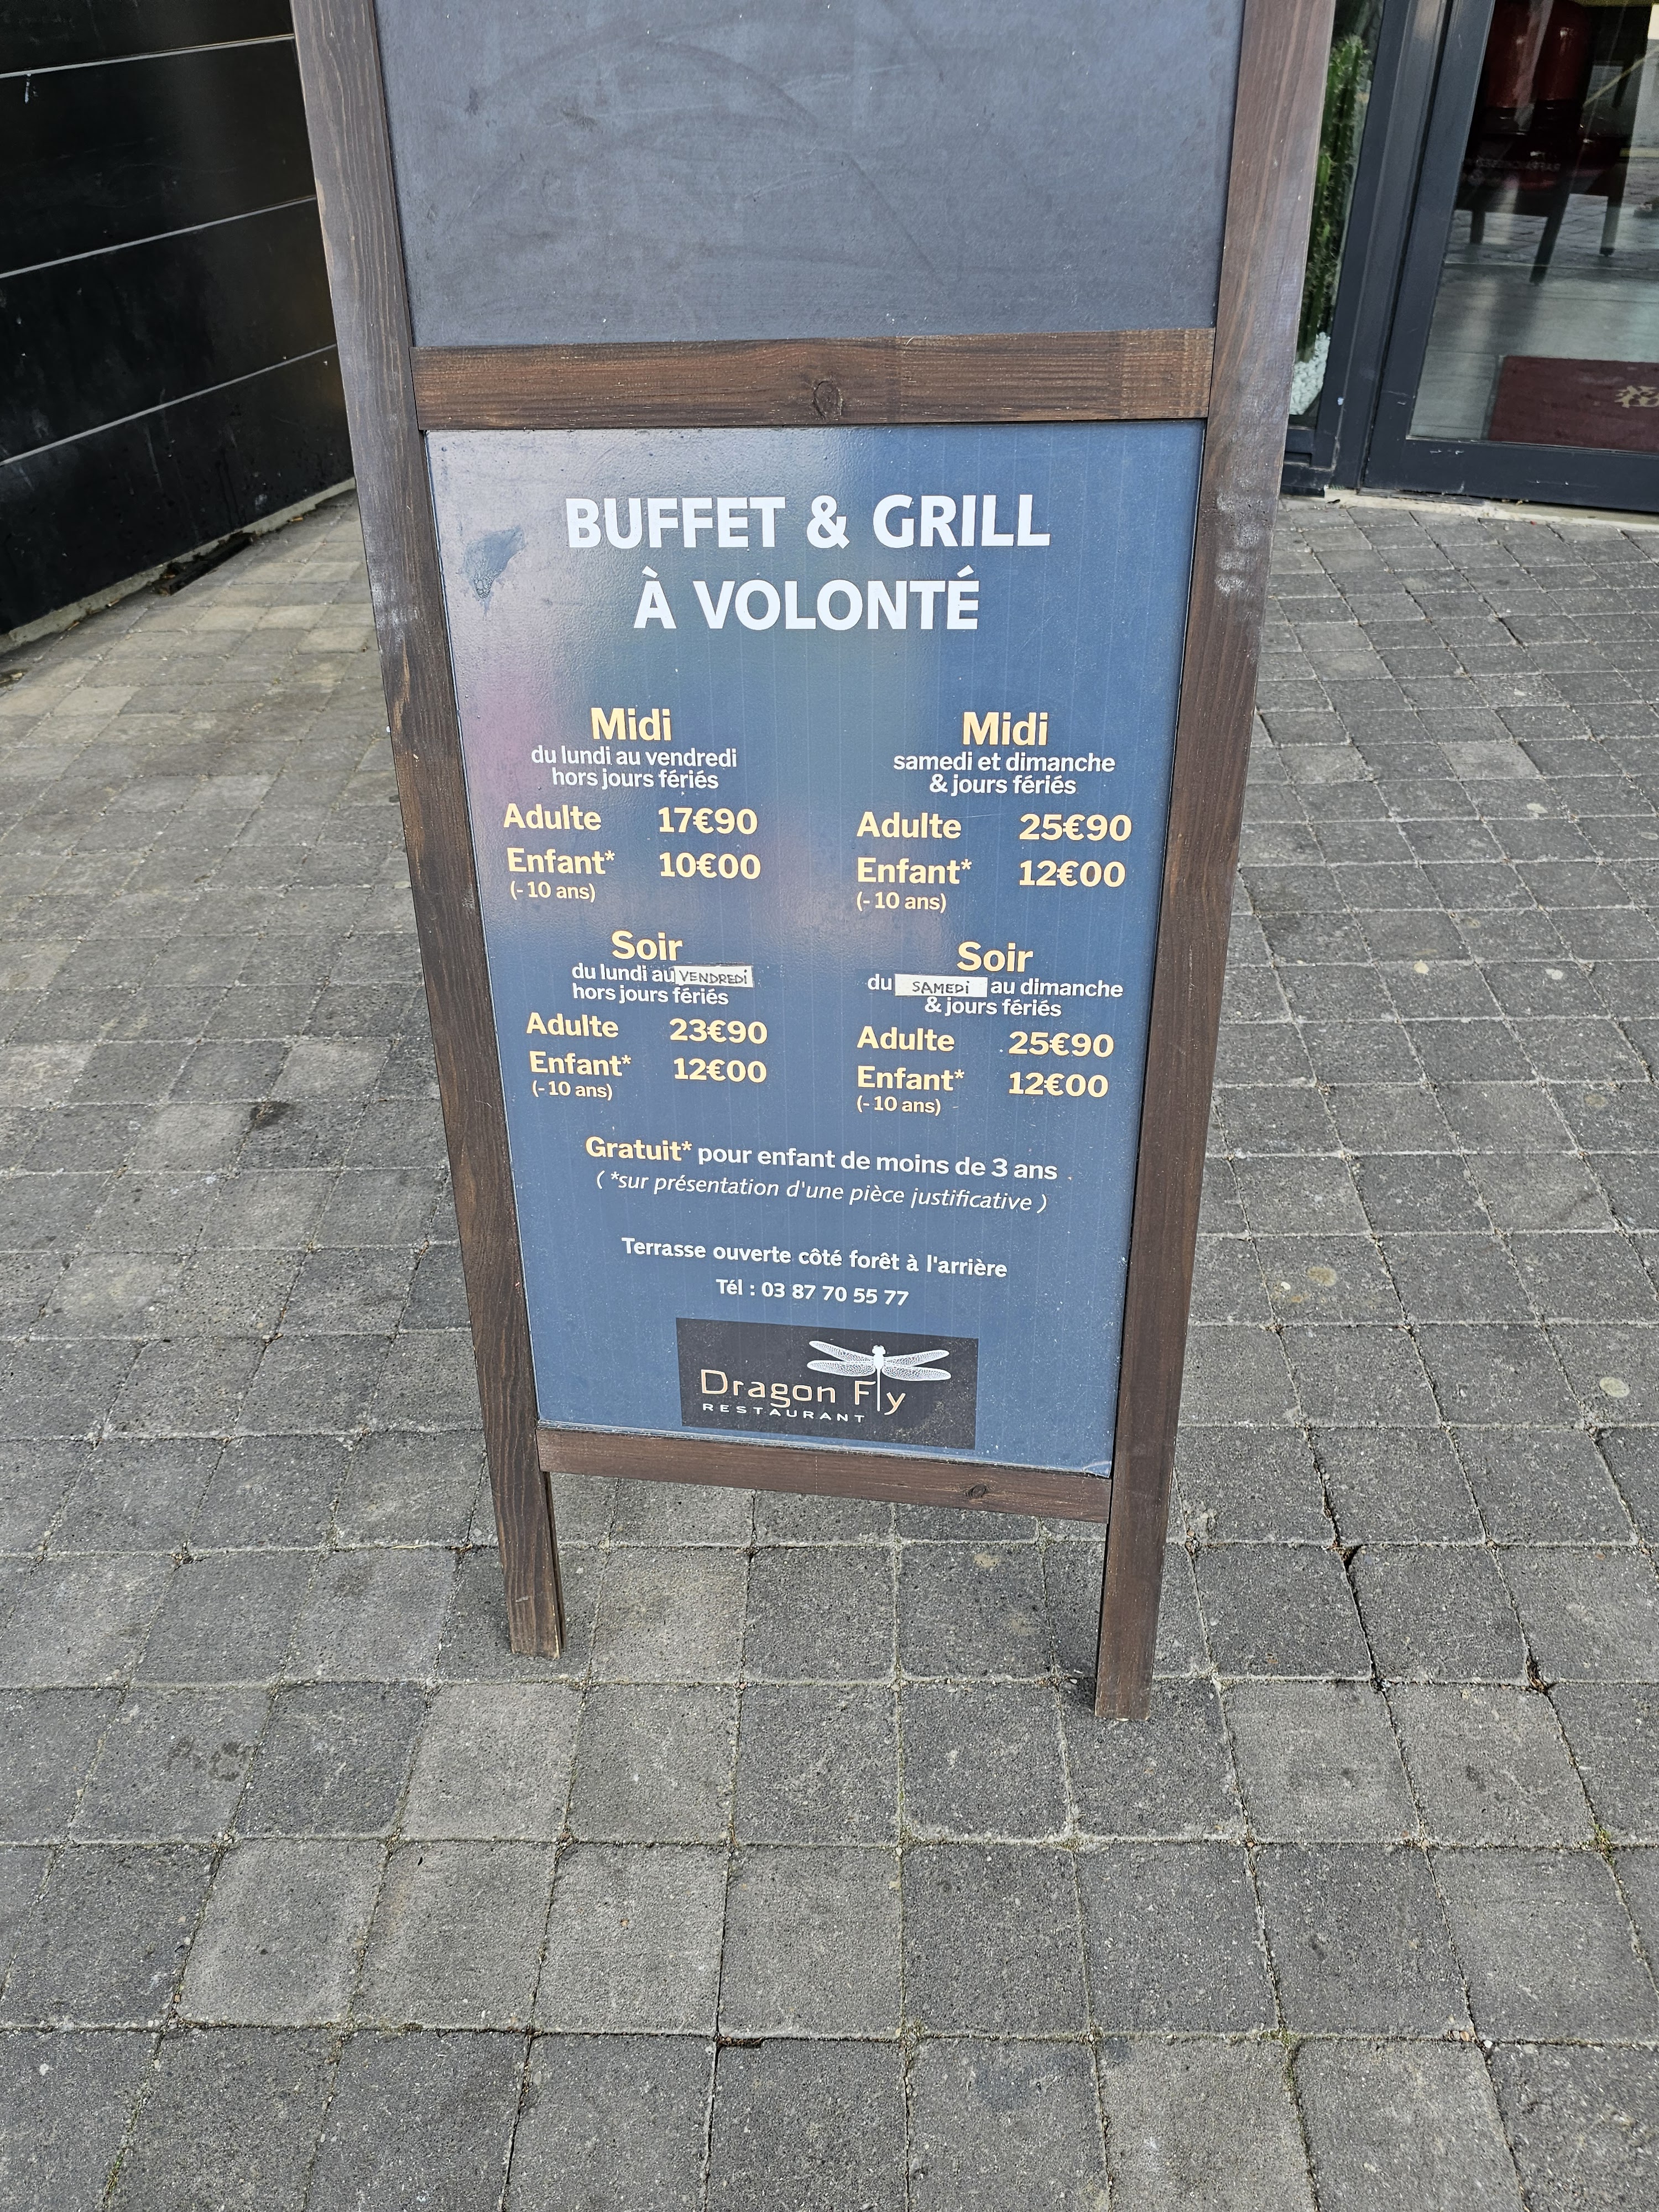 BUFFET & GRILL
À VOLONTÉ
Midi
du lundi au vendredi
hors jours fériés
Adulte 17€90
Enfant* 10€00
(- 10 ans)
Midi
samedi et dimanche
& jours fériés
Adulte 25€90
Enfant* 12€00
(- 10 ans)
Soir
du lundi au VENDREDi
hors jours fériés
Adulte 23€90
Enfant* 12€00
(- 10 ans)
Soir
du SAMEDi au dimanche
& jours fériés
Adulte 25€90
Enfant* 12€00
(- 10 ans)
Gratuit* pour enfant de moins de 3 ans
( *sur présentation d'une pièce justificative )
Terrasse ouverte côté forêt à l'arrière
Tél : 03 87 70 55 77
Dragon Fly
RESTAURANT